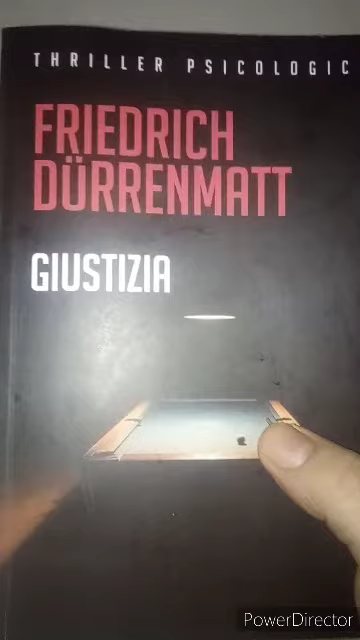 THRILLER PSICOLOGIC
FRIEDRICH
DÜRRENMATT
GIUSTIZIA
PowerDirector